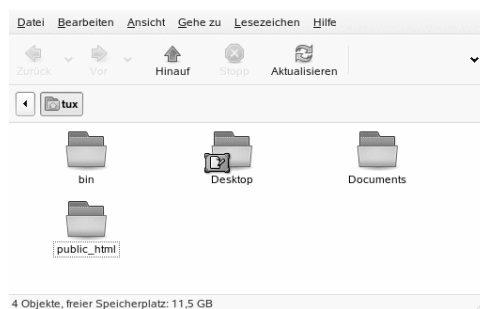 Datei Bearbeiten Ansicht Gehe zu Lesezeichen Hilfe
Zurück Vor Hinauf Stopp Aktualisieren
tux
bin Desktop Documents
public_html
4 Objekte, freier Speicherplatz: 11,5 GB